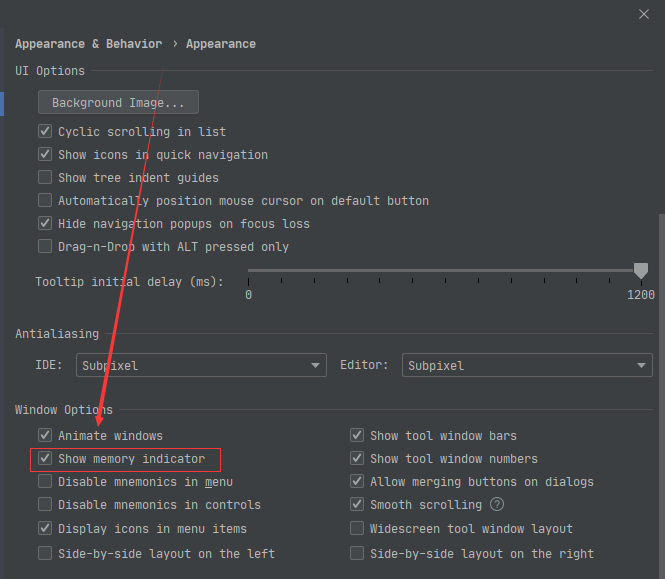 Appearance & Behavior › Appearance
UI Options
Background Image...
Cyclic scrolling in list
Show icons in quick navigation
Show tree indent guides
Automatically position mouse cursor on default button
Hide navigation popups on focus loss
Drag-n-Drop with ALT pressed only
Tooltip initial delay (ms):
0 1200
Antialiasing
IDE: Subpixel Editor: Subpixel
Window Options
Animate windows Show tool window bars
Show memory indicator Show tool window numbers
Disable mnemonics in menu Allow merging buttons on dialogs
Disable mnemonics in controls Smooth scrolling ?
Display icons in menu items Widescreen tool window layout
Side-by-side layout on the left Side-by-side layout on the right